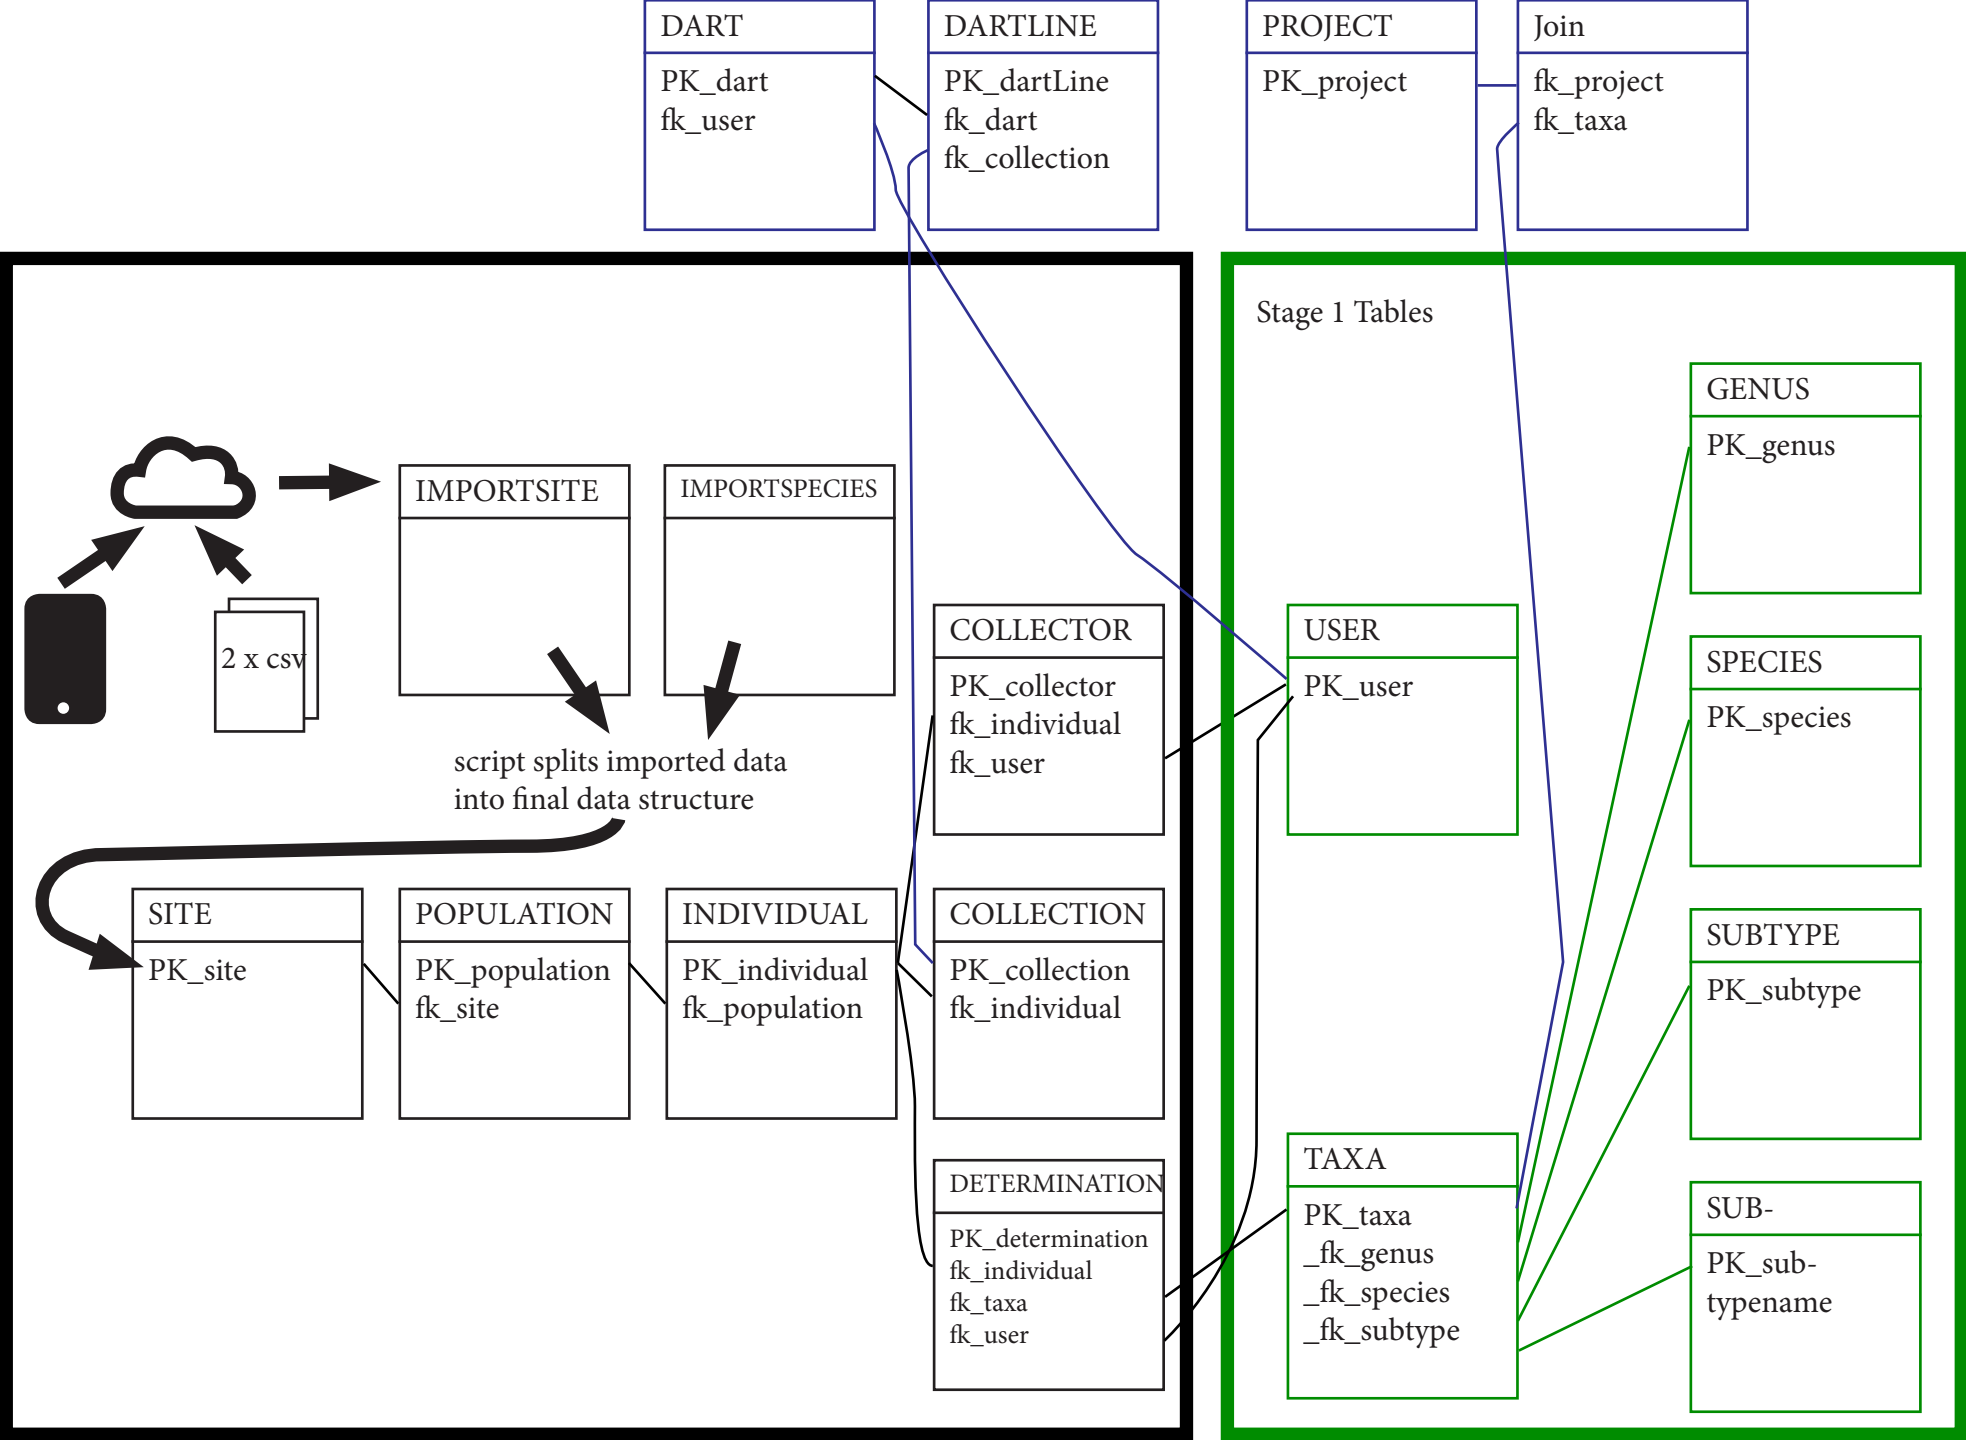 DART
PK_dart
fk_user
DARTLINE
PK_dartLine
fk_dart
fk_collection
PROJECT
PK_project
Join
fk_project
fk_taxa
IMPORTSITE
IMPORTSPECIES
2 x csv
script splits imported data
into final data structure
COLLECTOR
PK_collector
fk_individual
fk_user
SITE
PK_site
POPULATION
PK_population
fk_site
INDIVIDUAL
PK_individual
fk_population
COLLECTION
PK_collection
fk_individual
DETERMINATION
PK_determination
fk_individual
fk_taxa
fk_user
Stage 1 Tables
USER
PK_user
TAXA
PK_taxa
_fk_genus
_fk_species
_fk_subtype
GENUS
PK_genus
SPECIES
PK_species
SUBTYPE
PK_subtype
SUB-
PK_sub-
typename